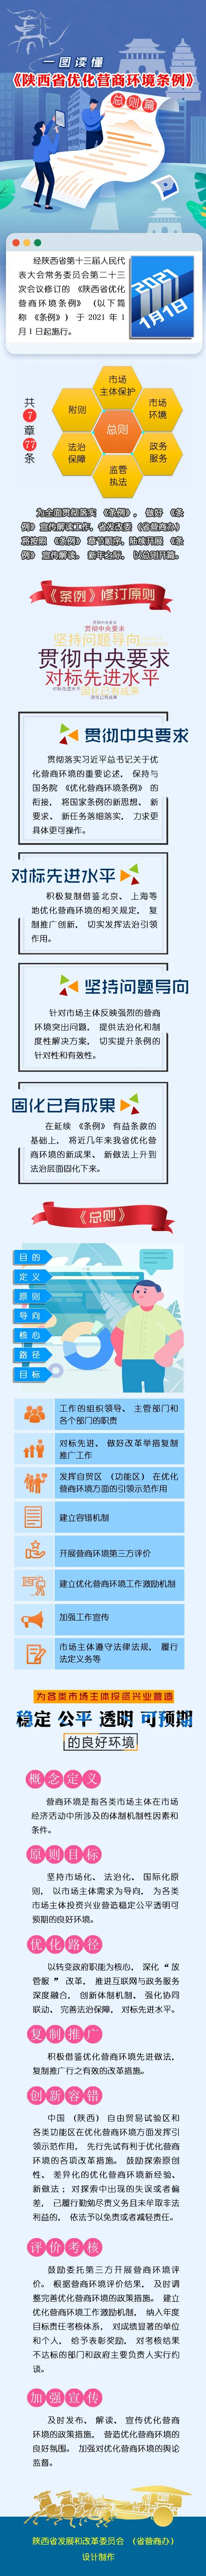 一图读懂
《陕西省优化营商环境条例》
总则篇
经陕西省第十三届人民代
表大会常务委员会第二十三
次会议修订的《陕西省优化
营商环境条例》（以下简
称《条例》）于2021年1
月1日起施行。
2021
1月1日
共
7
章
77
条
市场
主体保护
附则
市场
环境
总则
法治
保障
政务
服务
监管
执法
为全面贯彻落实《条例》，做好《条
例》宣传解读工作，省发改委（省营商办）
将按照《条例》章节顺序，陆续开展《条
例》宣传解读。新年之际，以总则开篇。
《条例》修订原则
贯彻中央要求
坚持问题导向
贯彻中央要求
对标先进水平
固化已有成果
贯彻中央要求
贯彻落实习近平总书记关于优
化营商环境的重要论述，保持与
国务院《优化营商环境条例》的
衔接，将国家条例的新思想、新
要求、新任务落细落实，力求更
具体更可操作。
对标先进水平
积极复制借鉴北京、上海等
地优化营商环境的相关规定，复
制推广创新，切实发挥法治引领
作用。
坚持问题导向
针对市场主体反映强烈的营商
环境突出问题，提供法治化和制
度性解决方案，切实提升条例的
针对性和有效性。
固化已有成果
在延续《条例》有益条款的
基础上，将近几年来我省优化营
商环境的新成果、新做法上升到
法治层面固化下来。
《总则》
目的
定义
原则
导向
核心
路径
目标
工作的组织领导、主管部门和
各个部门的职责
对标先进、做好改革举措复制
推广工作
发挥自贸区（功能区）在优化
营商环境方面的引领示范作用
建立容错机制
开展营商环境第三方评价
建立优化营商环境工作激励机制
加强工作宣传
市场主体遵守法律法规，履行
法定义务等
为各类市场主体投资兴业营造
稳定 公平 透明 可预期
的良好环境
概念定义
营商环境是指各类市场主体在市场
经济活动中所涉及的体制机制性因素和
条件。
原则目标
坚持市场化、法治化、国际化原
则，以市场主体需求为导向，为各类
市场主体投资兴业营造稳定公平透明可
预期的良好环境。
优化路径
以转变政府职能为核心，深化“放
管服”改革，推进互联网与政务服务
深度融合，创新体制机制、强化协同
联动、完善法治保障，对标先进水平。
复制推广
积极借鉴优化营商环境先进做法，
复制推广行之有效的改革措施。
创新容错
中国（陕西）自由贸易试验区和
各类功能区在优化营商环境方面发挥引
领示范作用，先行先试有利于优化营商
环境的各项改革措施。鼓励探索原创
性、差异化的优化营商环境新经验、
新做法；对探索中出现的失误或者偏
差，已履行勤勉尽责义务且未牟取非法
利益的，依法予以免责或者减轻责任。
评价考核
鼓励委托第三方开展营商环境评
价。根据营商环境评价结果，及时调
整完善优化营商环境的政策措施。建立
优化营商环境工作激励机制，纳入年度
目标责任考核体系，对成绩显著的单位
和个人，给予表彰奖励，对考核结果
不达标的部门和政府主要负责人实行约
谈。
加强宣传
及时发布、解读、宣传优化营商
环境的政策措施，营造优化营商环境的
良好氛围。加强对优化营商环境的舆论
监督。
陕西省发展和改革委员会（省营商办）
设计制作